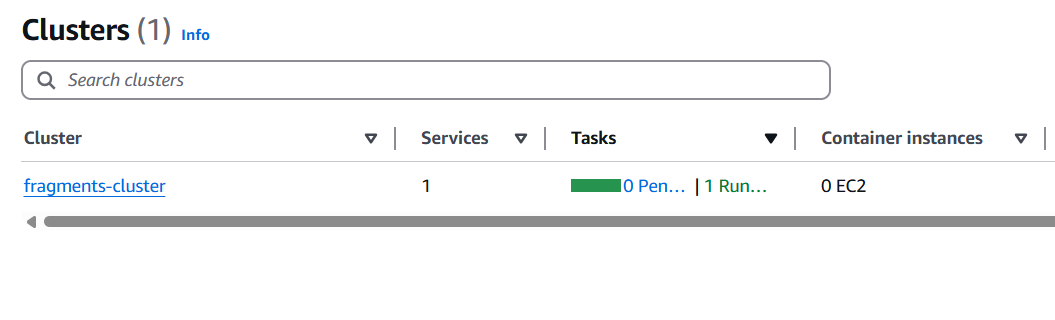 Clusters (1) Info
Search clusters
Cluster Services Tasks Container instances
fragments-cluster 1 0 Pen... | 1 Run... 0 EC2